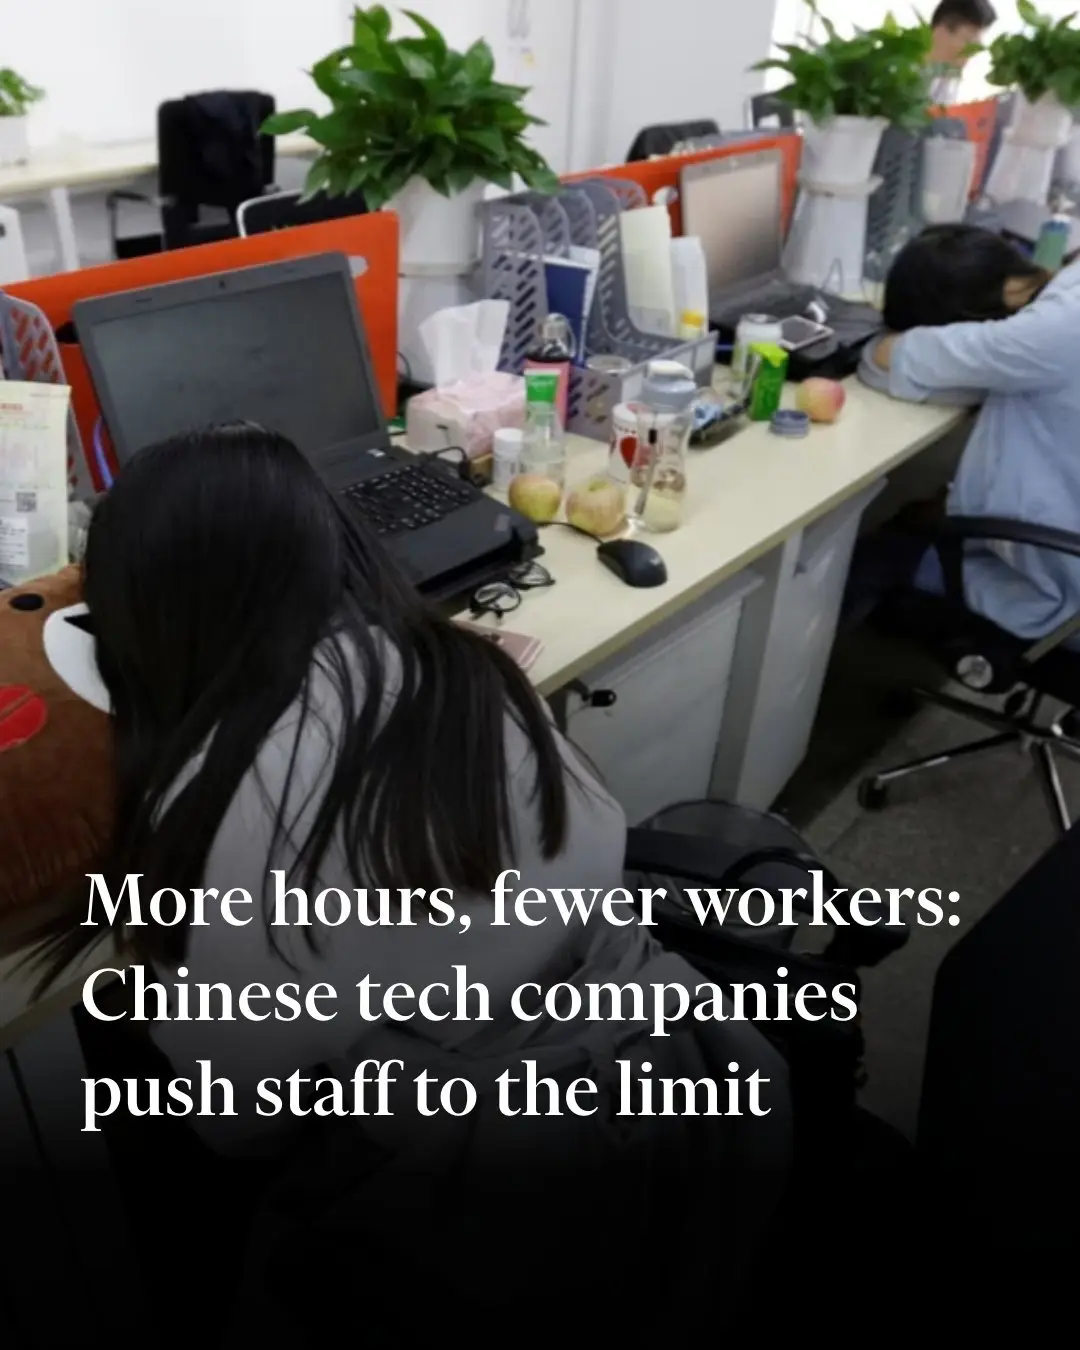 More hours, fewer workers:
Chinese tech companies
push staff to the limit